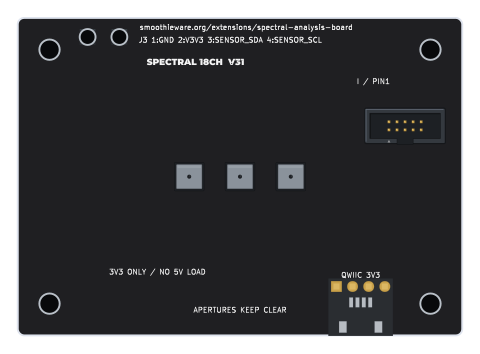 smoothieware.org/extensions/spectral-analysis-board
J3 1:GND 2:V3V3 3:SENSOR_SDA 4:SENSOR_SCL
SPECTRAL 18CH V31
I / PIN1
3V3 ONLY / NO 5V LOAD
QWIIC 3V3
APERTURES KEEP CLEAR